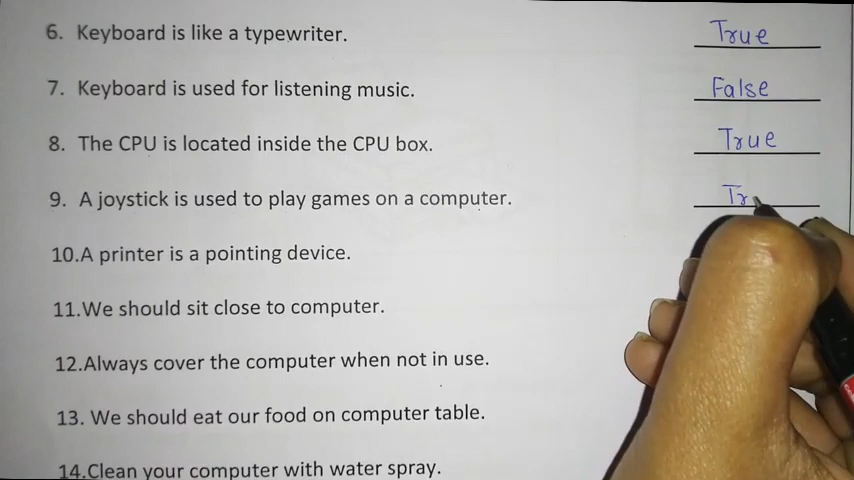 6. Keyboard is like a typewriter. True
7. Keyboard is used for listening music. False
8. The CPU is located inside the CPU box. True
9. A joystick is used to play games on a computer. Tr
10.A printer is a pointing device.
11.We should sit close to computer.
12.Always cover the computer when not in use.
13. We should eat our food on computer table.
14.Clean your computer with water spray.